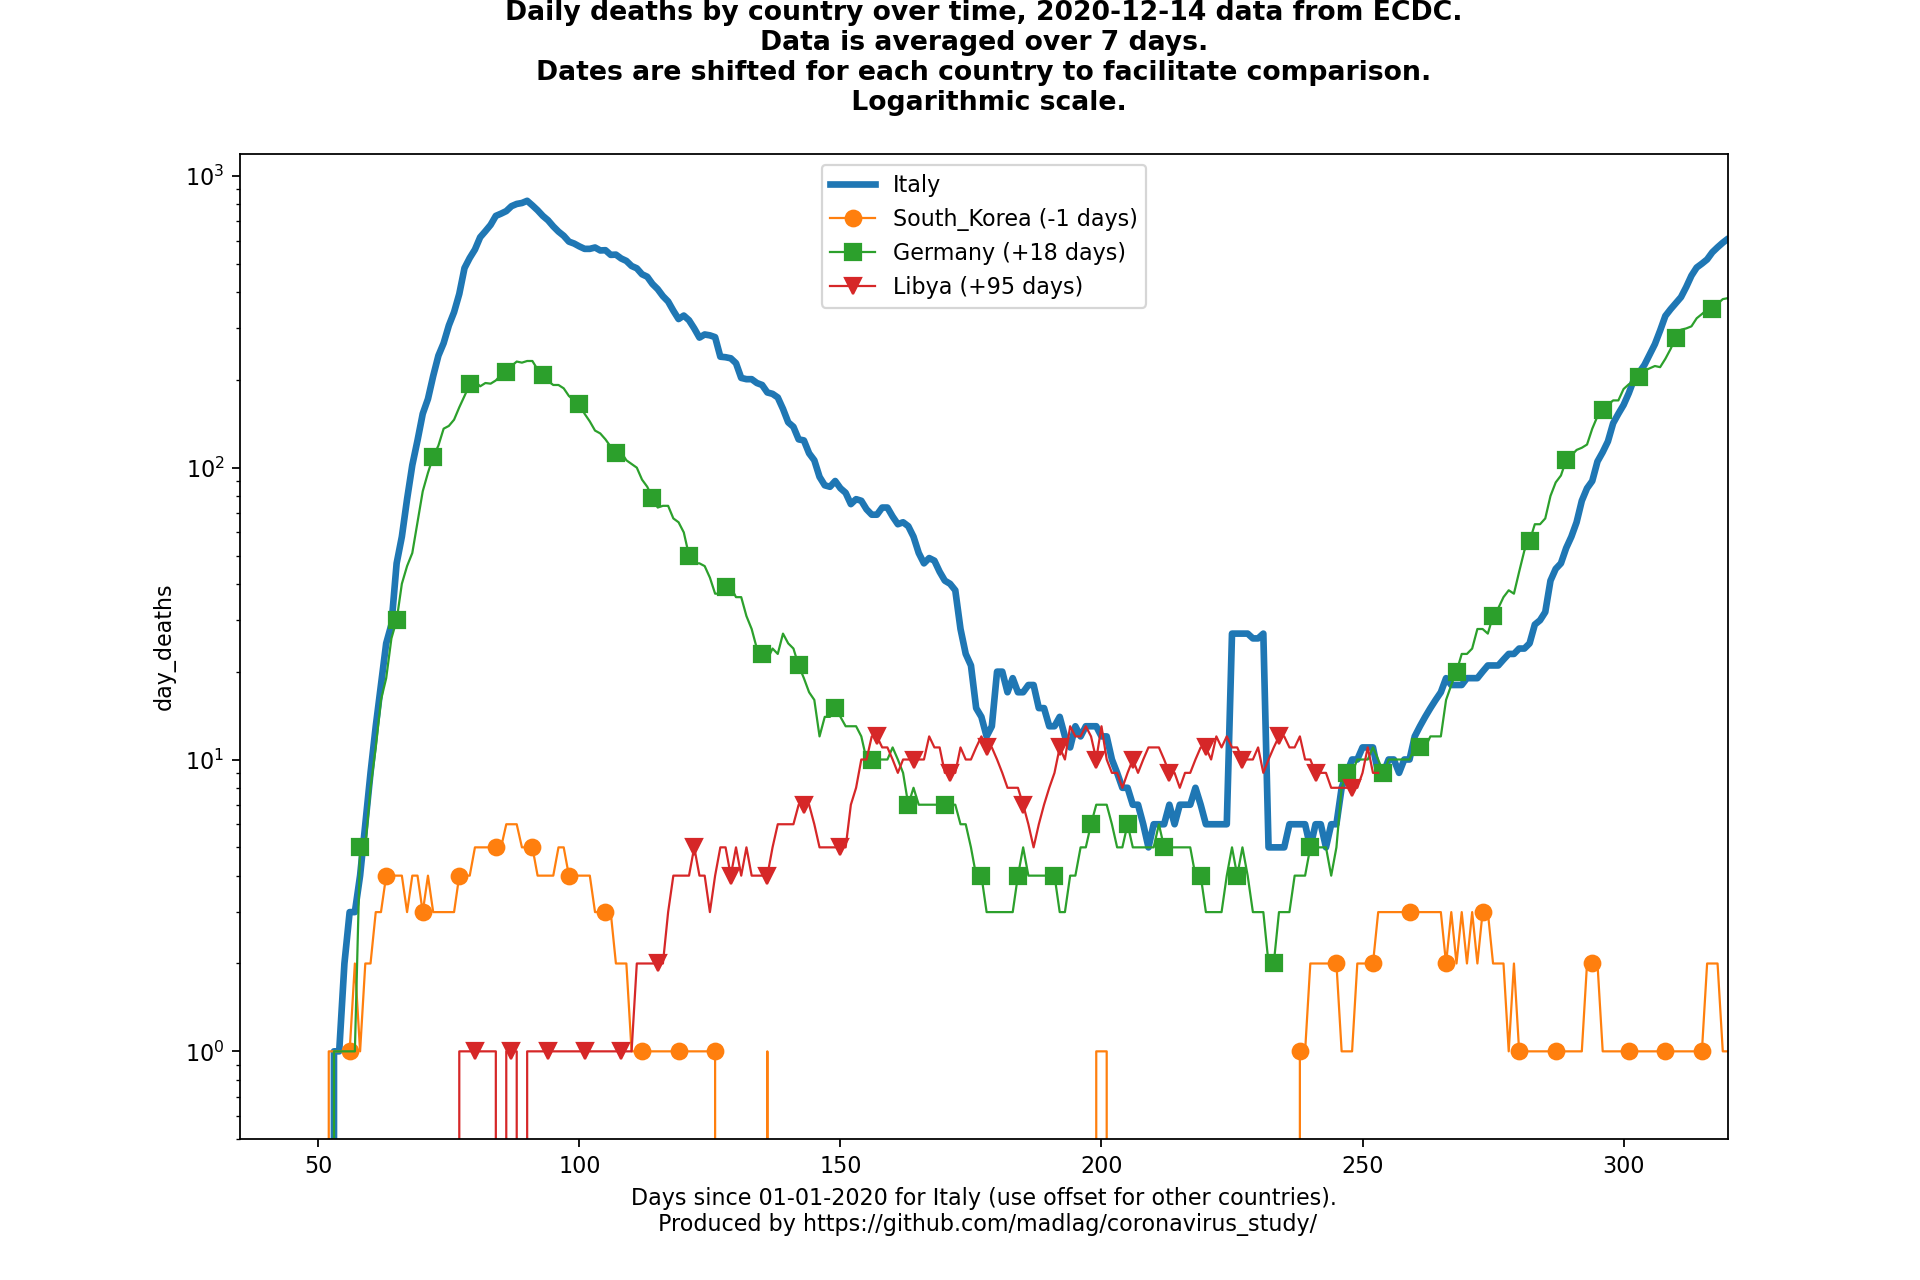 Daily deaths by country over time, 2020-12-14 data from ECDC.
Data is averaged over 7 days.
Dates are shifted for each country to facilitate comparison.
Logarithmic scale.
10³
Italy
South_Korea (-1 days)
Germany (+18 days)
Libya (+95 days)
10²
day_deaths
10¹
10⁰
50 100 150 200 250 300
Days since 01-01-2020 for Italy (use offset for other countries).
Produced by https://github.com/madlag/coronavirus_study/